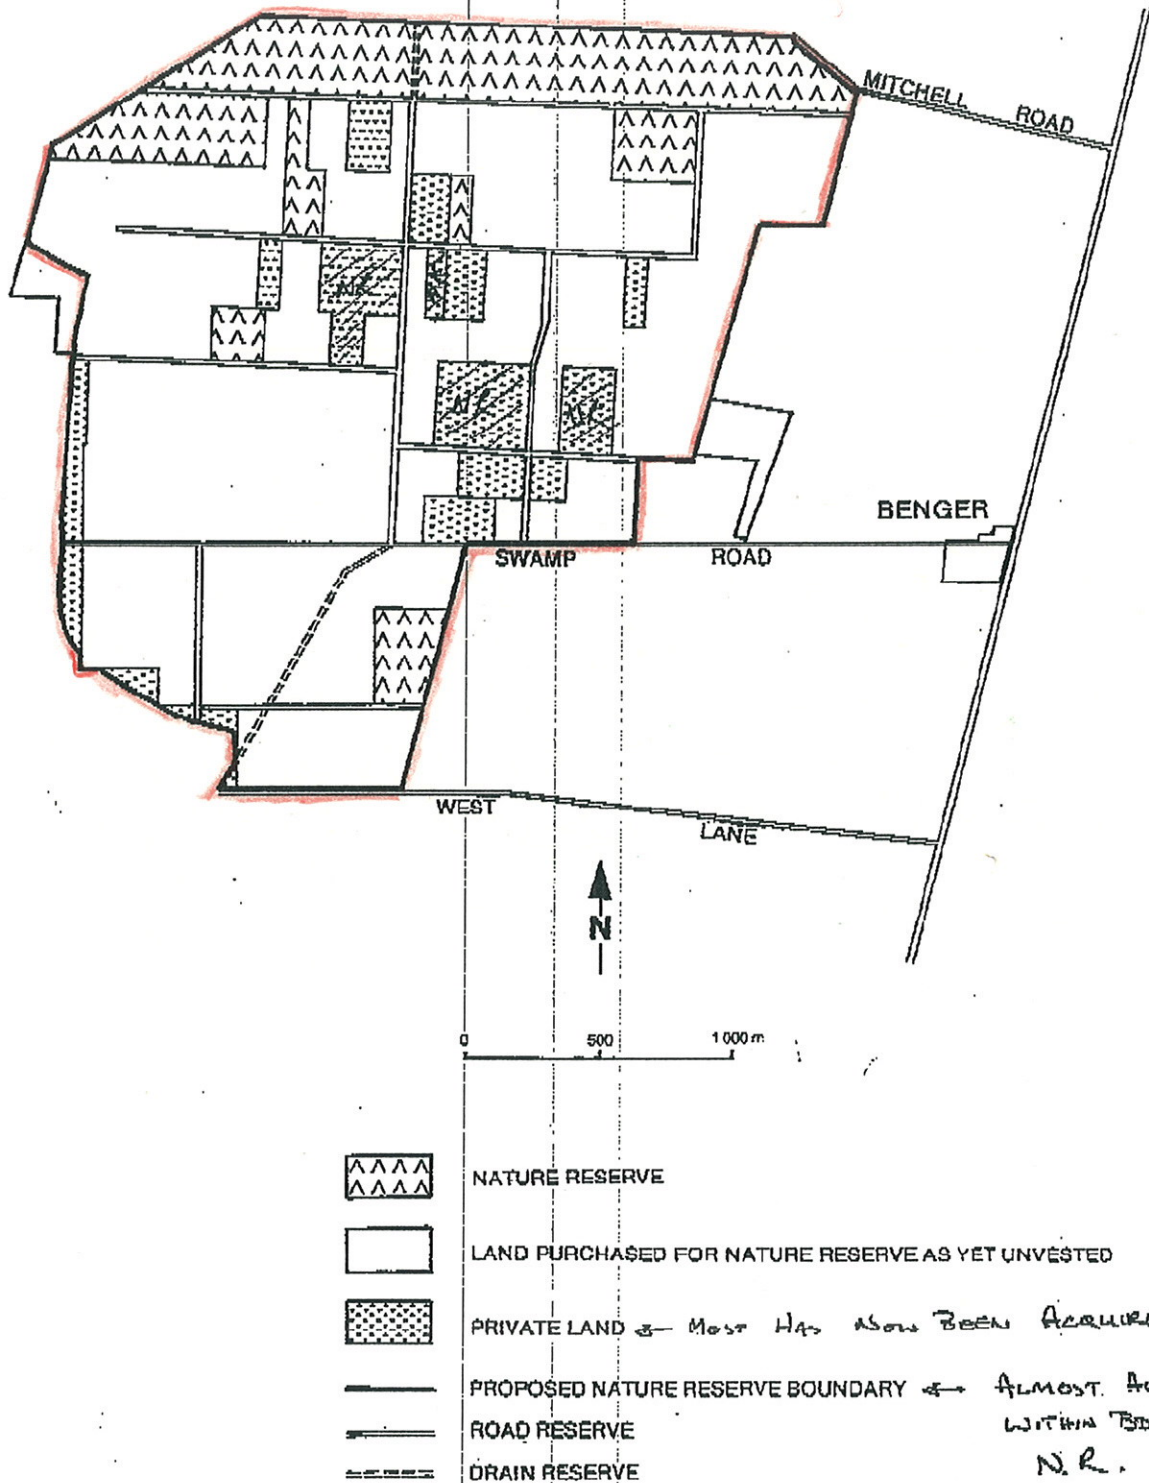 MITCHELL ROAD
NR
NR
NR
NR
BENGER
SWAMP ROAD
WEST LANE
N
0 500 1000m
NATURE RESERVE
LAND PURCHASED FOR NATURE RESERVE AS YET UNVESTED
PRIVATE LAND ← MOST HAS NOW BEEN
PROPOSED NATURE RESERVE BOUNDARY ← ALMOST
ROAD RESERVE WITHIN
DRAIN RESERVE N.R.